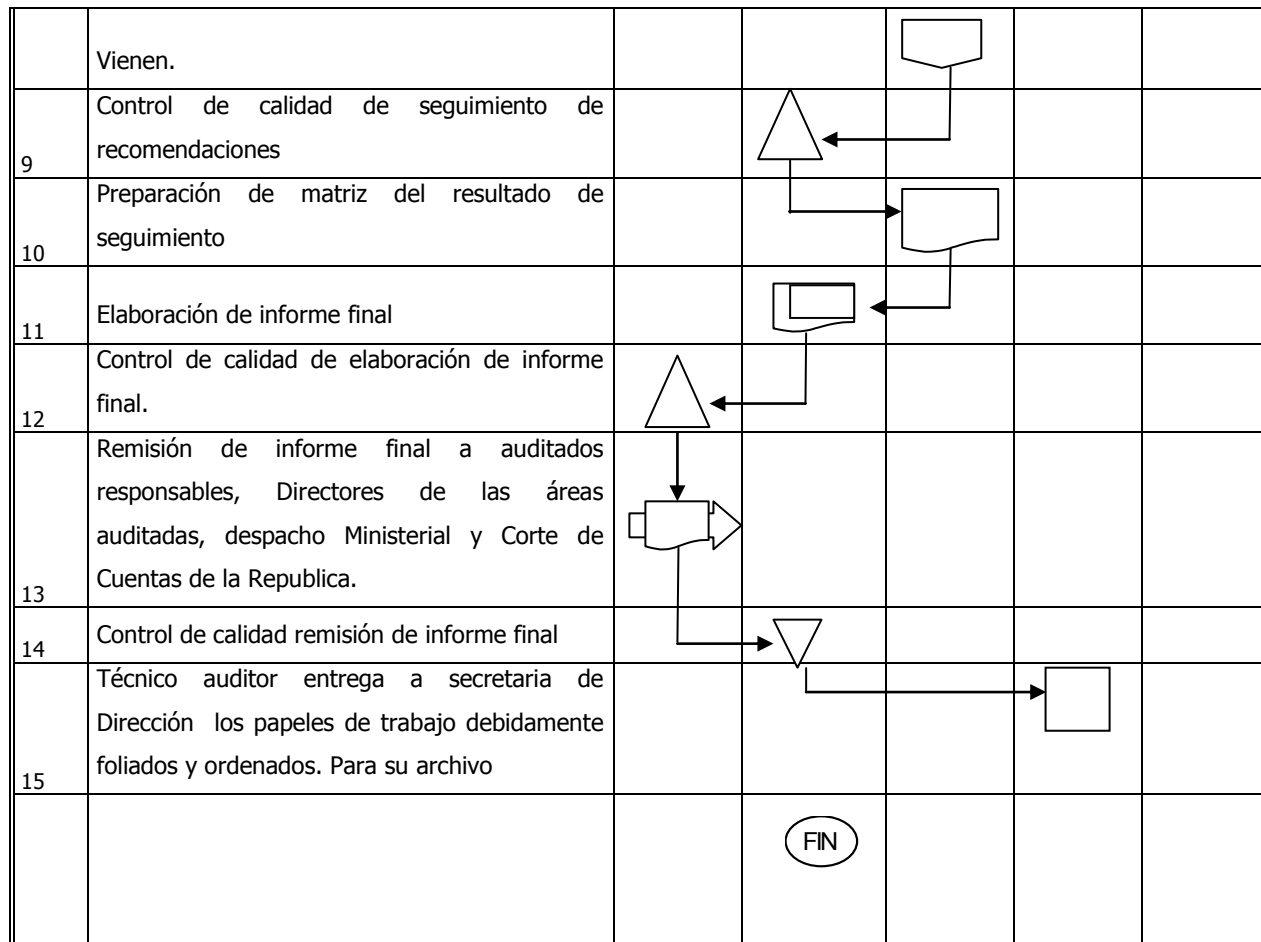 Vienen.
Control de calidad de seguimiento de
recomendaciones
9
Preparación de matriz del resultado de
seguimiento
10
Elaboración de informe final
11
Control de calidad de elaboración de informe
final.
12
Remisión de informe final a auditados
responsables, Directores de las áreas
auditadas, despacho Ministerial y Corte de
Cuentas de la Republica.
13
Control de calidad remisión de informe final
14
Técnico auditor entrega a secretaria de
Dirección los papeles de trabajo debidamente
foliados y ordenados. Para su archivo
15
FIN